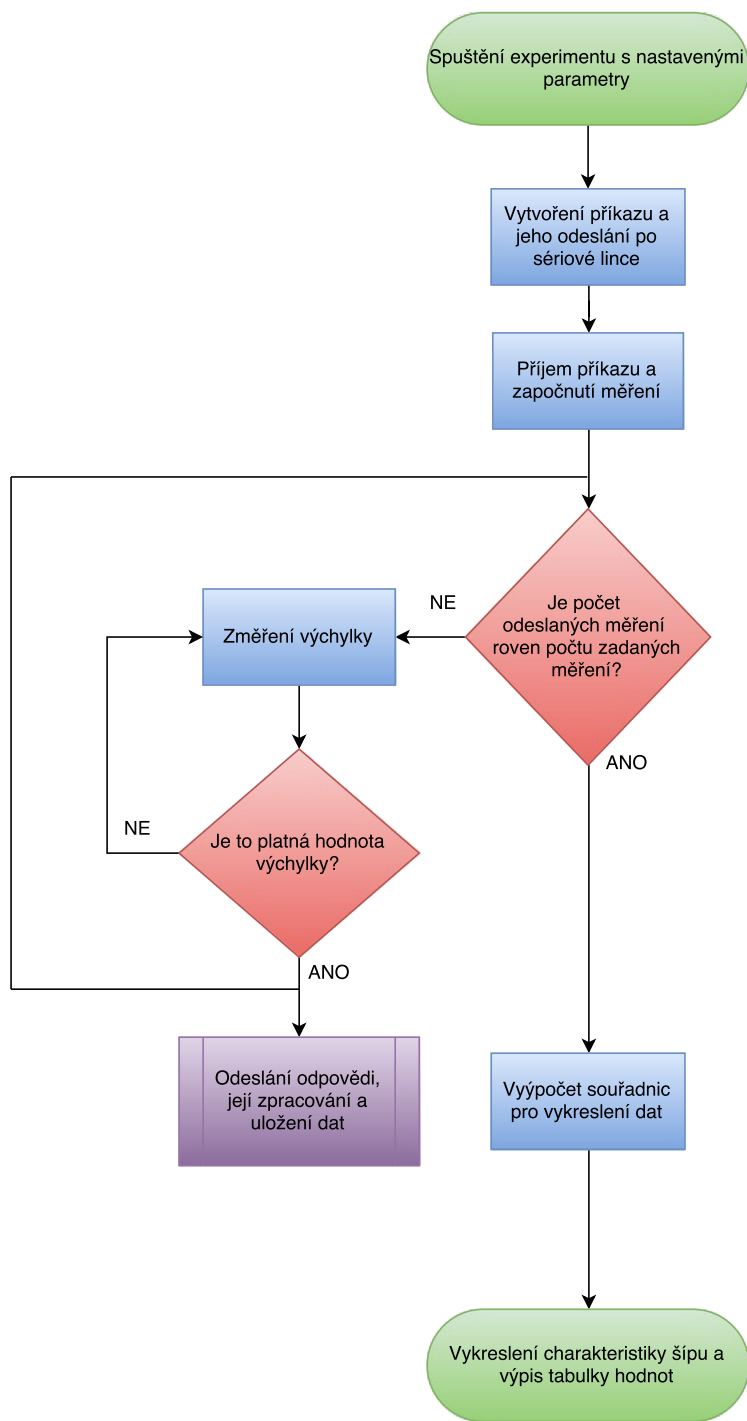 Spuštění experimentu s nastavenými
parametry
Vytvoření příkazu a
jeho odeslání po
sériové lince
Příjem příkazu a
započnutí měření
Je počet
odeslaných měření
roven počtu zadaných
měření?
NE
Změření výchylky
ANO
NE
Je to platná hodnota
výchylky?
ANO
Odeslání odpovědi,
její zpracování a
uložení dat
Vyýpočet souřadnic
pro vykreslení dat
Vykreslení charakteristiky šípu a
výpis tabulky hodnot